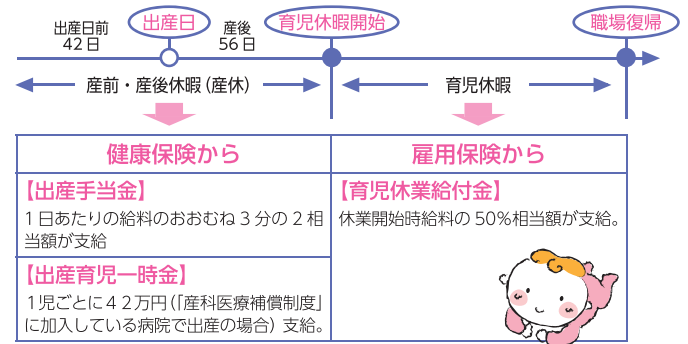 出産日前
42日
出産日
産後
56日
育児休暇開始
職場復帰
産前・産後休暇(産休)
育児休暇
健康保険から
雇用保険から
【出産手当金】
1日あたりの給料のおおむね3分の2相
当額が支給
【育児休業給付金】
休業開始時給料の50%相当額が支給。
【出産育児一時金】
1児ごとに42万円(「産科医療補償制度」
に加入している病院で出産の場合)支給。